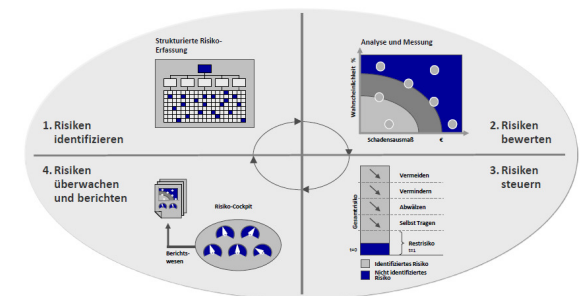 Strukturierte Risiko-
Erfassung
1. Risiken
identifizieren
Analyse und Messung
Wahrscheinlichkeit %
Schadensausmaß €
2. Risiken
bewerten
3. Risiken
steuern
Vermeiden
Vermindern
Abwälzen
Selbst Tragen
Gesamtrisiko
Restrisiko
t=0
t=1
Identifiziertes Risiko
Nicht identifiziertes
Risiko
4. Risiken
überwachen
und berichten
Risiko-Cockpit
Berichts-
wesen